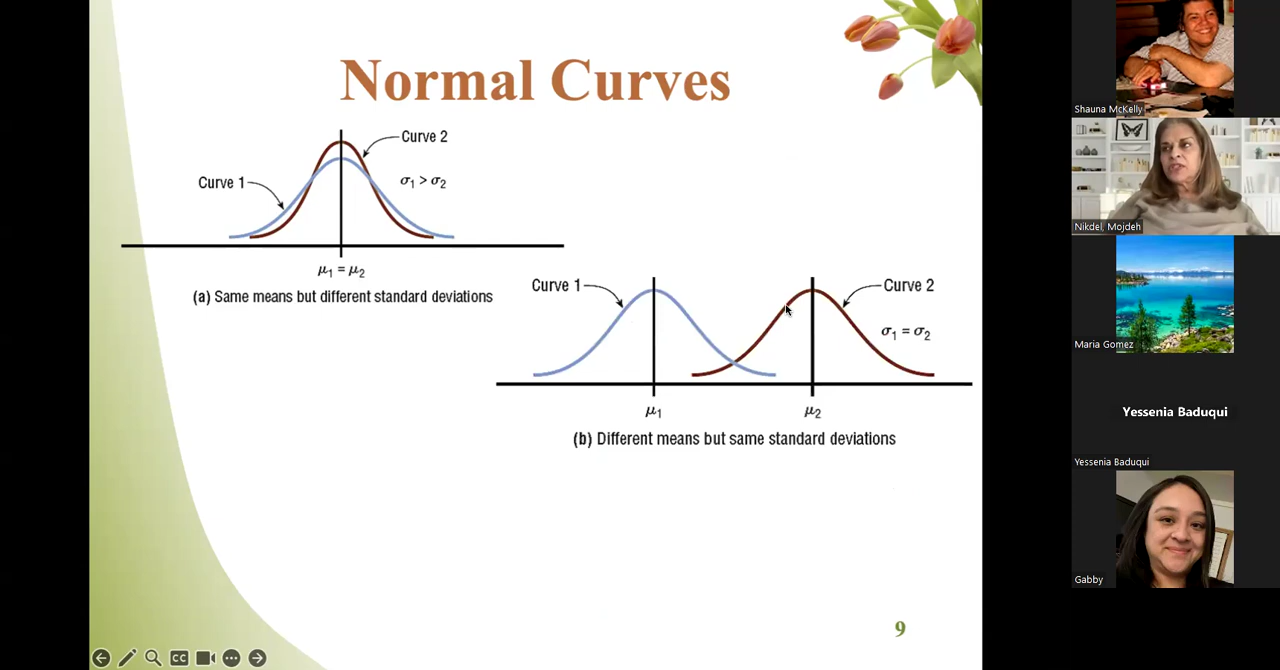 Normal Curves
Curve 2
Curve 1
σ1 > σ2
μ1 = μ2
(a) Same means but different standard deviations
Curve 1
Curve 2
σ1 = σ2
μ1
μ2
(b) Different means but same standard deviations
9
CC
Shauna McKelly
Nikdel, Mojdeh
Maria Gomez
Yessenia Baduqui
Yessenia Baduqui
Gabby